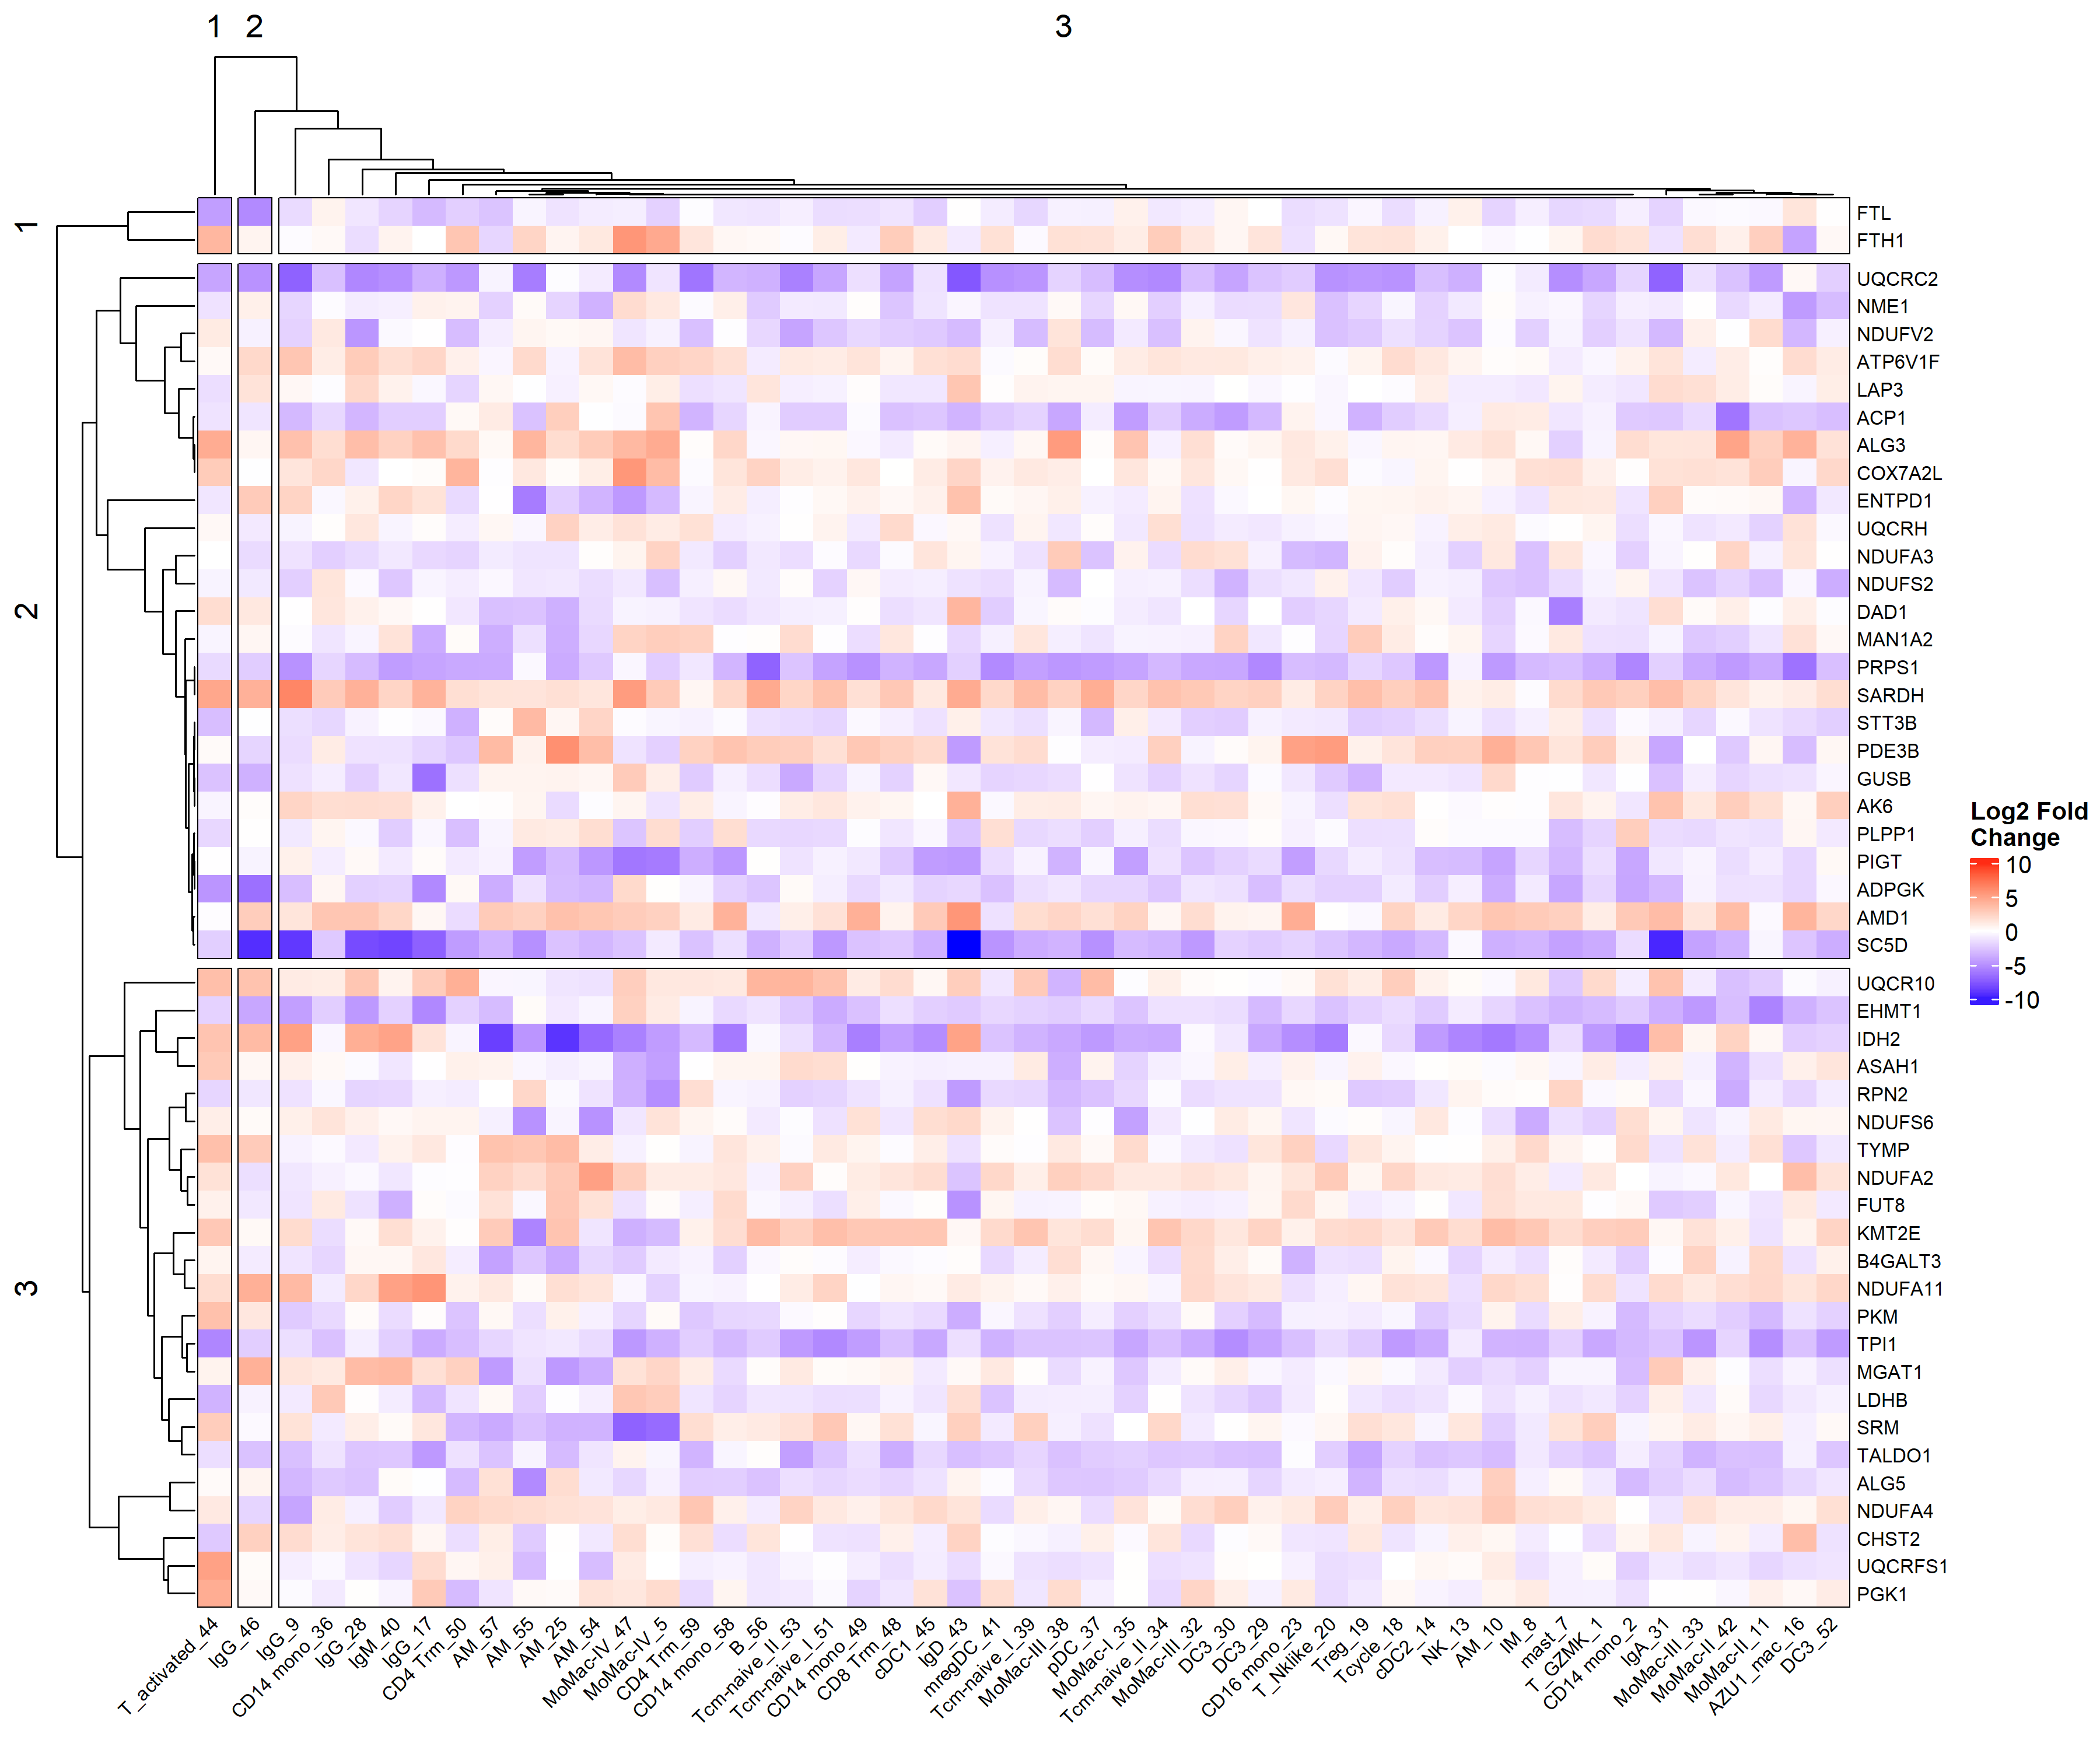 1
2
3
1
2
3
FTL
FTH1
UQCRC2
NME1
NDUFV2
ATP6V1F
LAP3
ACP1
ALG3
COX7A2L
ENTPD1
UQCRH
NDUFA3
NDUFS2
DAD1
MAN1A2
PRPS1
SARDH
STT3B
PDE3B
GUSB
AK6
PLPP1
PIGT
ADPGK
AMD1
SC5D
UQCR10
EHMT1
IDH2
ASAH1
RPN2
NDUFS6
TYMP
NDUFA2
FUT8
KMT2E
B4GALT3
NDUFA11
PKM
TPI1
MGAT1
LDHB
SRM
TALDO1
ALG5
NDUFA4
CHST2
UQCRFS1
PGK1
Log2 Fold
Change
10
5
0
-5
-10
T_activated_44
IgG_46
IgG_9
CD14 mono_36
IgG_28
IgM_40
IgG_17
CD4 Trm_50
AM_57
AM_55
AM_25
AM_54
MoMac-IV_47
MoMac-IV_5
CD4 Trm_59
CD14 mono_58
B_56
Tcm-naive_II_53
Tcm-naive_I_51
CD14 mono_49
CD8 Trm_48
cDC1_45
IgD_43
mregDC_41
Tcm-naive_I_39
MoMac-III_38
pDC_37
MoMac-I_35
Tcm-naive_II_34
MoMac-III_32
DC3_30
DC3_29
CD16 mono_23
T_Nklike_20
Treg_19
Tcycle_18
cDC2_14
NK_13
AM_10
IM_8
mast_7
T_GZMK_1
CD14 mono_2
IgA_31
MoMac-III_33
MoMac-II_42
MoMac-II_11
AZU1_mac_16
DC3_52